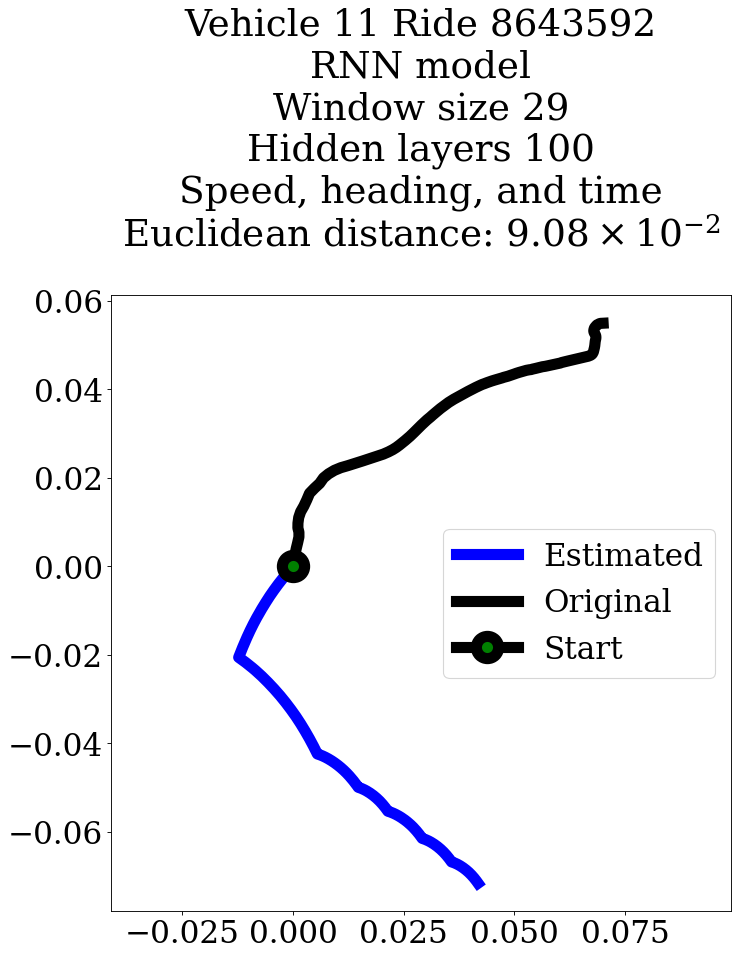 Vehicle 11 Ride 8643592
RNN model
Window size 29
Hidden layers 100
Speed, heading, and time
Euclidean distance: 9.08 × 10⁻²
0.06
0.04
0.02
0.00
−0.02
−0.04
−0.06
Estimated
Original
Start
−0.025 0.000 0.025 0.050 0.075